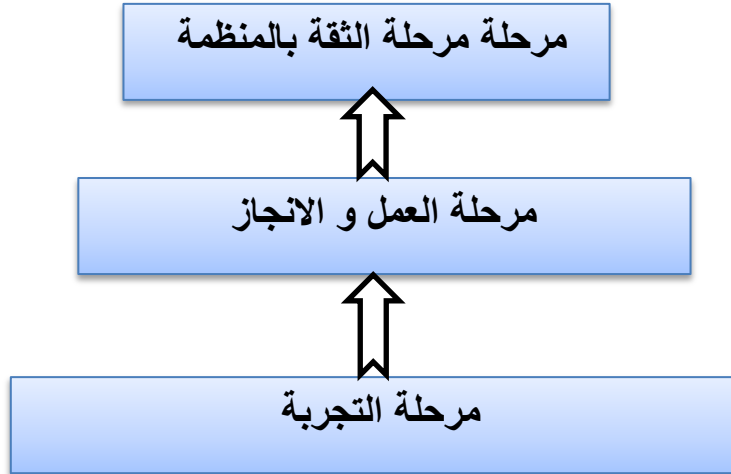 مرحلة مرحلة الثقة بالمنظمة
مرحلة العمل و الانجاز
مرحلة التجربة